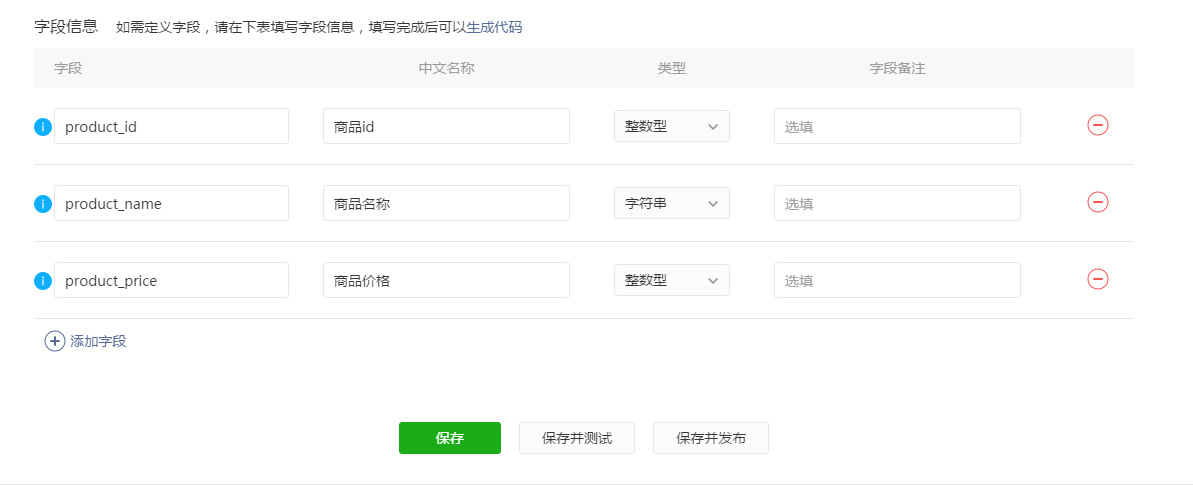 字段信息 如需定义字段，请在下表填写字段信息，填写完成后可以生成代码
字段 中文名称 类型 字段备注
product_id 商品id 整数型 选填
product_name 商品名称 字符串 选填
product_price 商品价格 整数型 选填
添加字段
保存 保存并测试 保存并发布